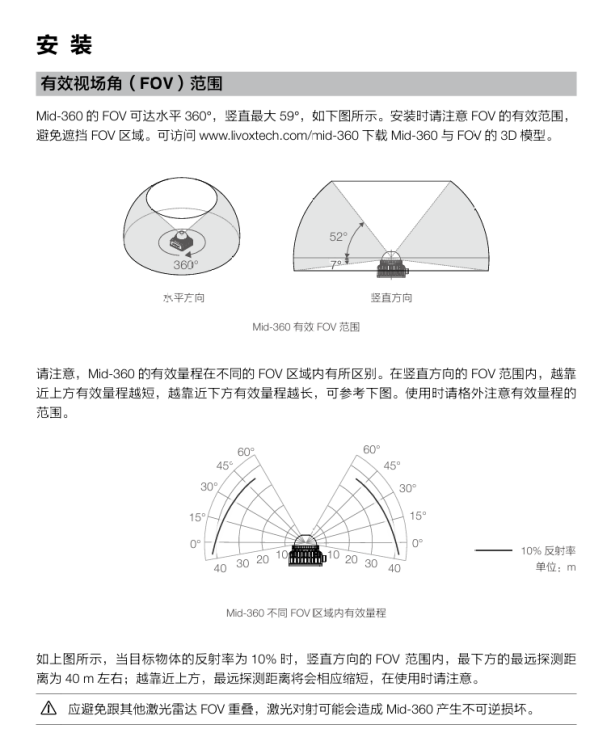 安 装
有效视场角（FOV）范围
Mid-360 的 FOV 可达水平 360°，竖直最大 59°，如下图所示。安装时请注意 FOV 的有效范围，
避免遮挡 FOV 区域。可访问 www.livoxtech.com/mid-360 下载 Mid-360 与 FOV 的 3D 模型。
360°
52°
7°
水平方向
竖直方向
Mid-360 有效 FOV 范围
请注意，Mid-360 的有效量程在不同的 FOV 区域内有所区别。在竖直方向的 FOV 范围内，越靠
近上方有效量程越短，越靠近下方有效量程越长，可参考下图。使用时请格外注意有效量程的
范围。
60°
45°
30°
15°
0°
40 30 20 10
60°
45°
30°
15°
0°
10 20 30 40
10% 反射率
单位：m
Mid-360 不同 FOV 区域内有效量程
如上图所示，当目标物体的反射率为 10% 时，竖直方向的 FOV 范围内，最下方的最远探测距
离为 40 m 左右；越靠近上方，最远探测距离将会相应缩短，在使用时请注意。
应避免跟其他激光雷达 FOV 重叠，激光对射可能会造成 Mid-360 产生不可逆损坏。